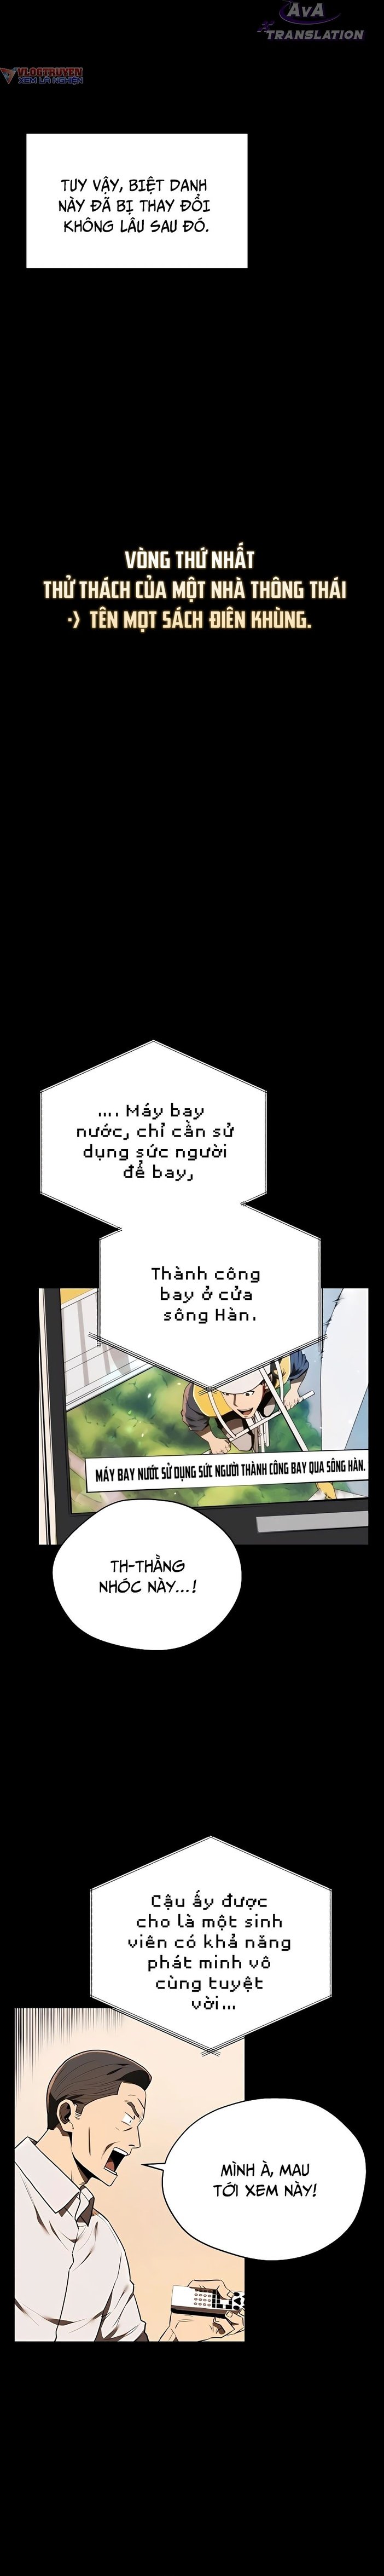 AVA
TRANSLATION
VLOGTRUYEN
XEM LÀ NGHIỆN
TUY VẬY, BIỆT DANH
NÀY ĐÃ BỊ THAY ĐỔI
KHÔNG LÂU SAU ĐÓ.
VÒNG THỨ NHẤT
THỬ THÁCH CỦA MỘT NHÀ THÔNG THÁI
-> TÊN MỌT SÁCH ĐIÊN KHÙNG.
.... Máy bay
nước, chỉ cần sử
dụng sức người
để bay,
Thành công
bay ở cửa
sông Hàn.
MÁY BAY NƯỚC SỬ DỤNG SỨC NGƯỜI THÀNH CÔNG BAY QUA SÔNG HÀN.
TH-THẰNG
NHÓC NÀY...!
Cậu ấy được
cho là một sinh
viên có khả năng
phát minh vô
cùng tuyệt
vời...
MÌNH À, MAU
TỚI XEM NÀY!